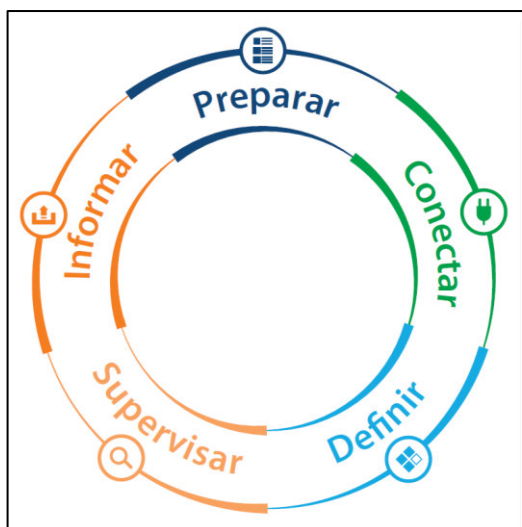 Preparar
Conectar
Definir
Supervisar
Informar